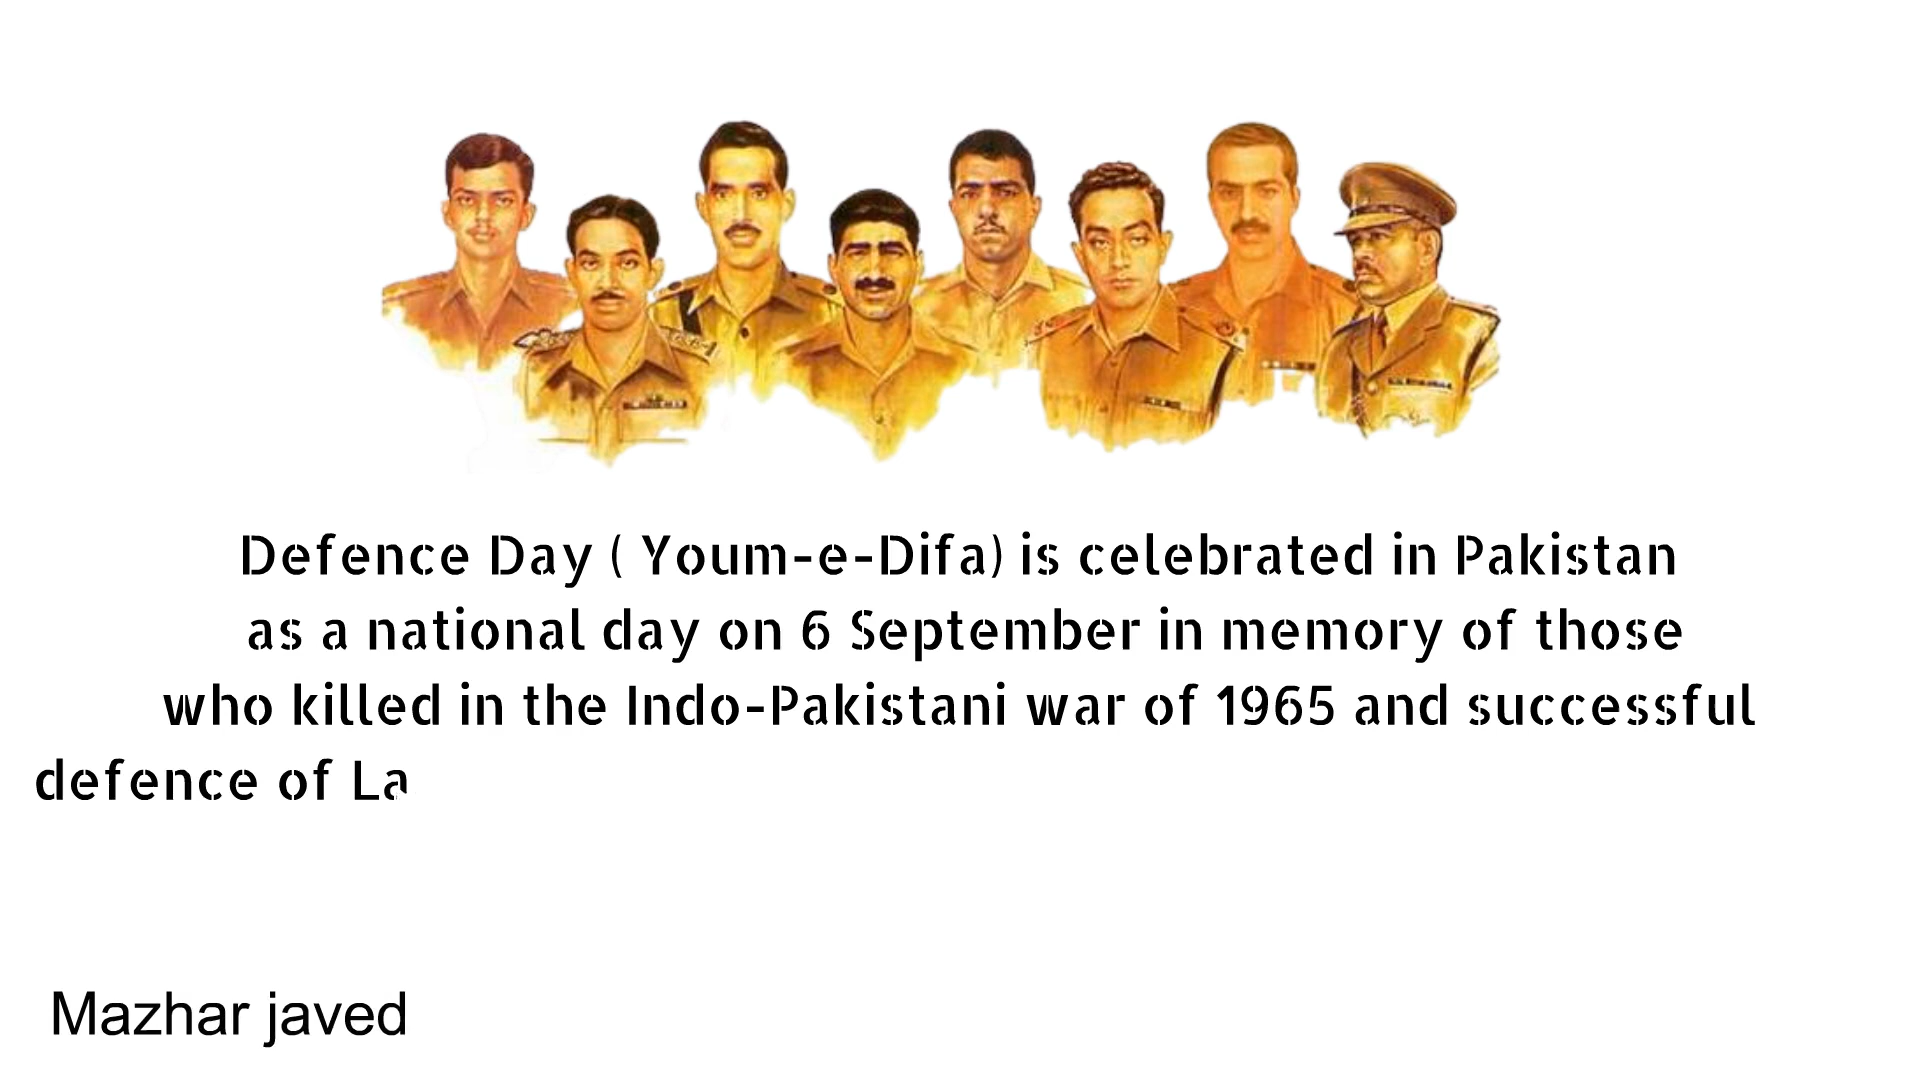 Defence Day ( Youm-e-Difa) is celebrated in Pakistan
as a national day on 6 September in memory of those
who killed in the Indo-Pakistani war of 1965 and successful
defence of La
Mazhar javed